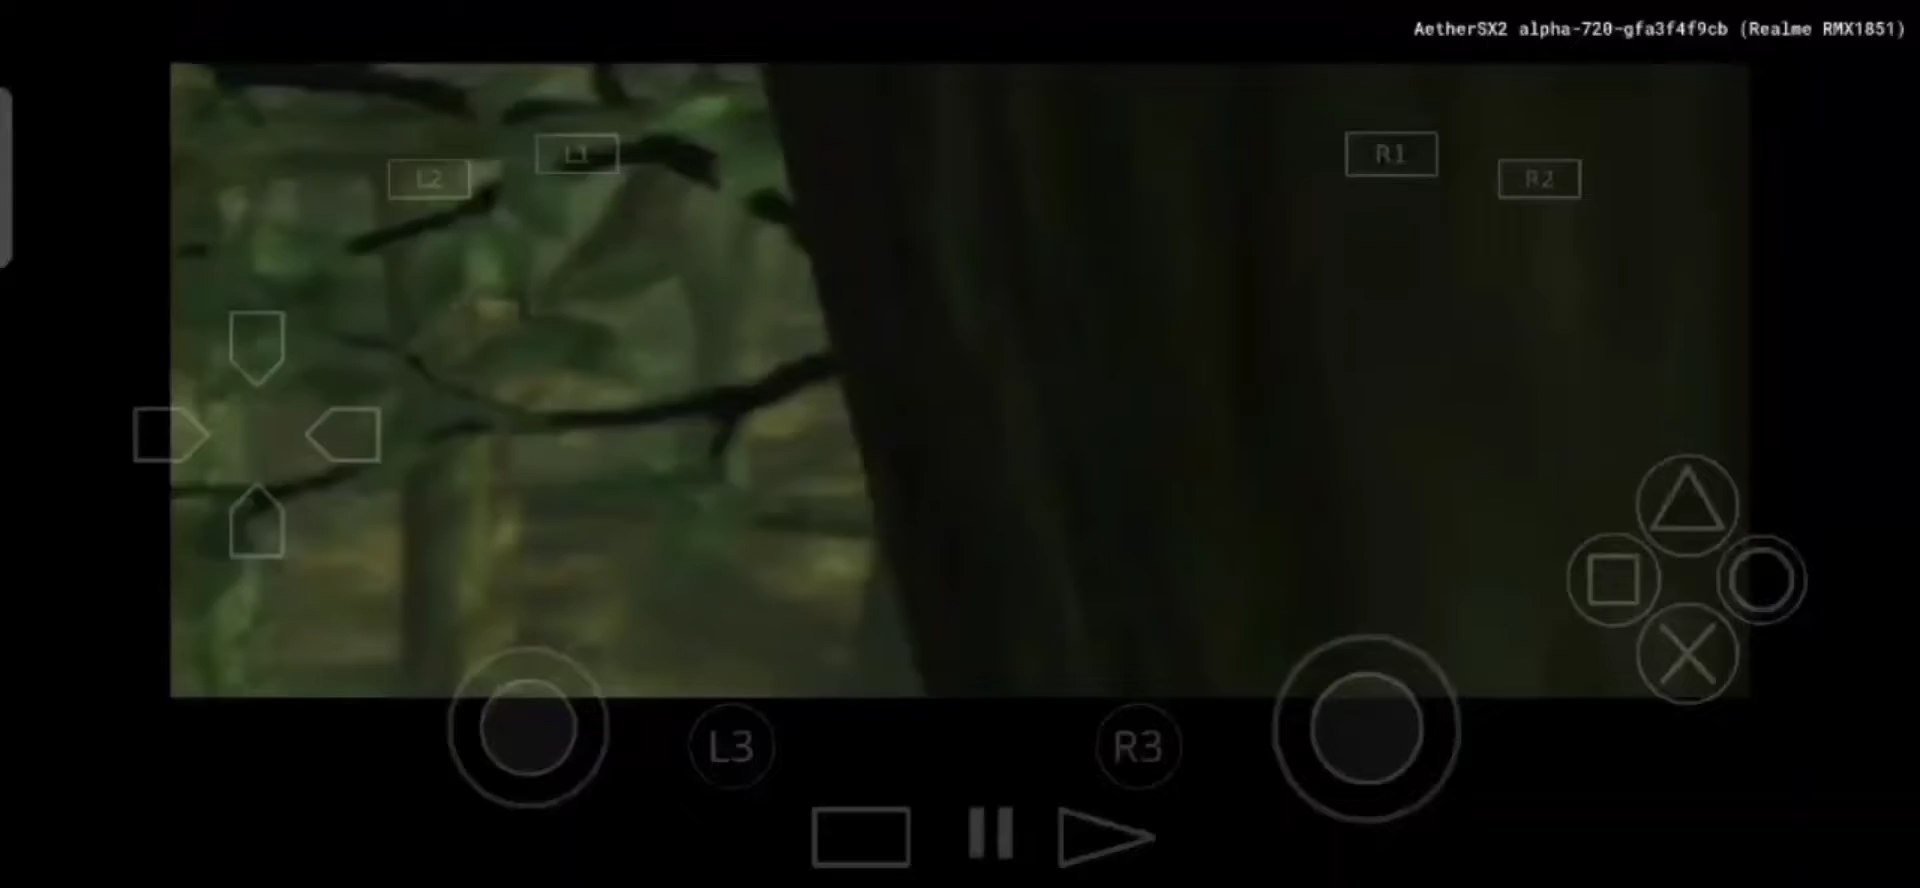 AetherSX2 alpha-720-gfa3f4f9cb (Realme RMX1851)
L1
R1
L2
R2
L3
R3